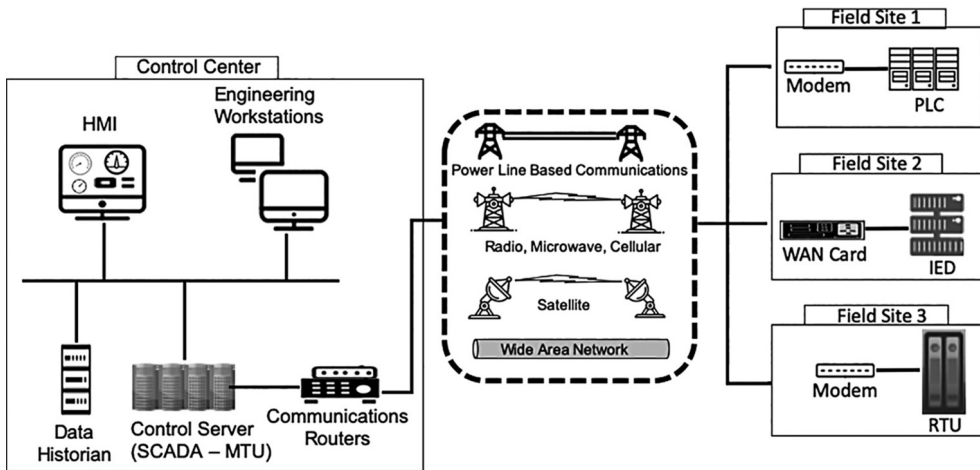 Control Center
HMI
Engineering
Workstations
Data
Historian
Control Server
(SCADA – MTU)
Communications
Routers
Power Line Based Communications
Radio, Microwave, Cellular
Satellite
Wide Area Network
Field Site 1
Modem
PLC
Field Site 2
WAN Card
IED
Field Site 3
Modem
RTU